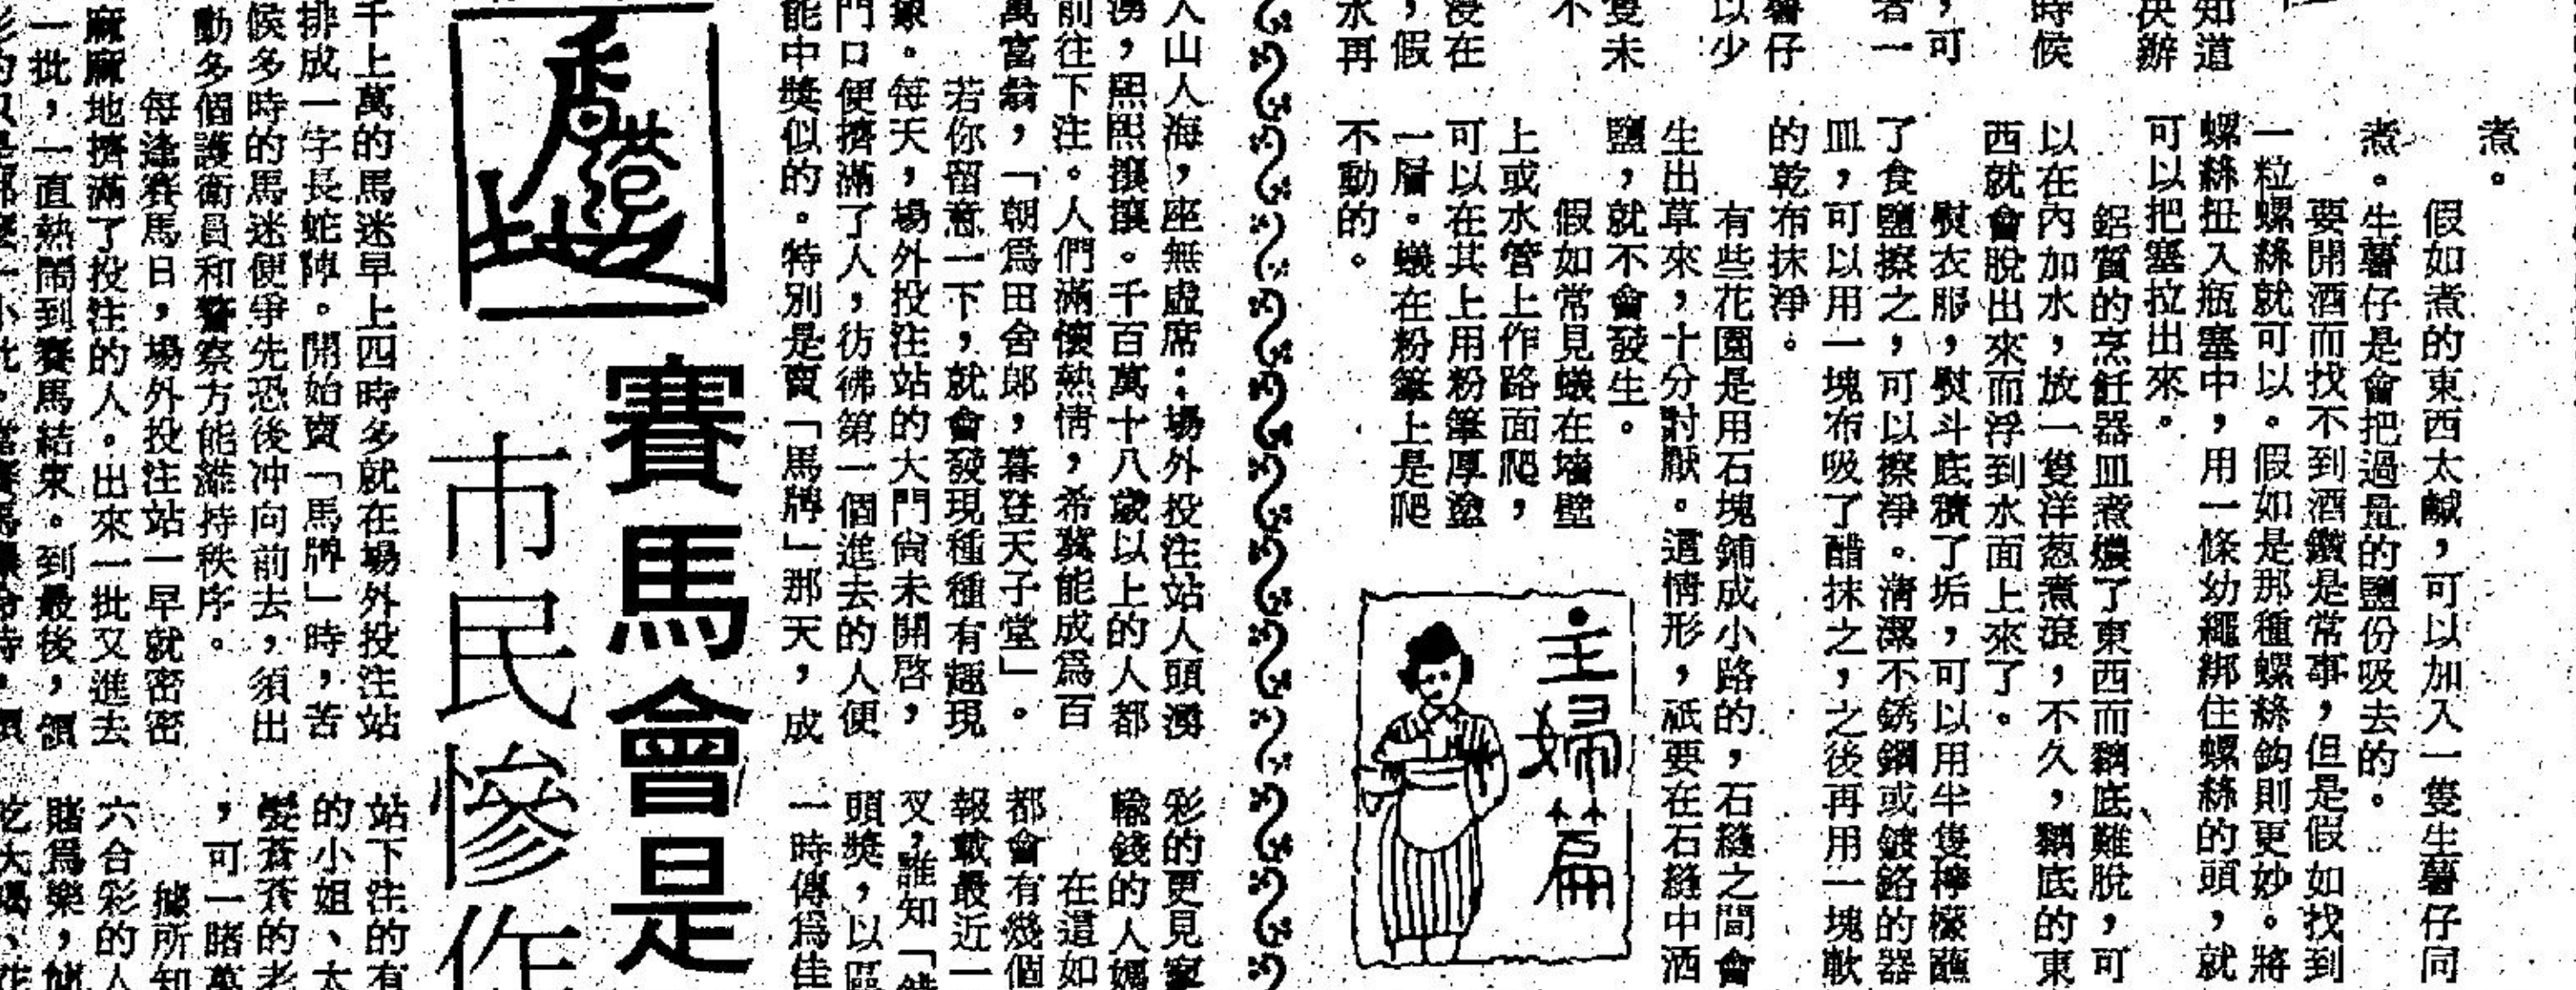 知道
決辦
時候
，可
者一
薯仔
以少
隻未
不
浸在
，假
水再
煮。
假如煮的東西太鹹，可以加入一隻生薯仔同
煮。生薯仔是會把過量的鹽份吸去的。
要開酒而找不到酒鑽是常事，但是假如找到
一粒螺絲就可以。假如是那種螺絲鈎則更妙。將
螺絲扭入瓶塞中，用一條幼繩綁住螺絲的頭，就
可以把塞拉出來。
鋁質的烹飪器皿煮燶了東西而黐底難脫，可
以在內加水，放一隻洋葱煮滾，不久，黐底的東
西就會脫出來而浮到水面上來了。
熨衣服，熨斗底積了垢，可以用半隻檸檬蘸
了食鹽擦之，可以擦淨。清潔不銹鋼或鍍鉻的器
皿，可以用一塊布吸了醋抹之，之後再用一塊軟
的乾布抹淨。
有些花園是用石塊鋪成小路的，石縫之間會
生出草來，十分討厭。這情形，祇要在石縫中洒
鹽，就不會發生。
假如常見蟻在墻壁
上或水管上作路面爬，
可以在其上用粉筆厚塗
一層。蟻在粉筆上是爬
不動的。
主婦篇
人山人海，座無虛席；場外投注站人頭湧
湧，熙熙攘攘。千百萬十八歲以上的人都
前往下注。人們滿懷熱情，希冀能成爲百
萬富翁，「朝爲田舍郎，暮登天子堂」。
若你留意一下，就會發現種種有趣現
象。每天，場外投注站的大門尙未開啓，
門口便擠滿了人，彷彿第一個進去的人便
能中獎似的。特別是賣「馬牌」那天，成
香港
賽馬會是
市民慘作
千上萬的馬迷早上四時多就在場外投注站
排成一字長蛇陣。開始賣「馬牌」時，苦
候多時的馬迷便爭先恐後冲向前去，須出
動多個護衛員和警察方能維持秩序。
每逢賽馬日，場外投注站一早就密密
麻麻地擠滿了投注的人。出來一批又進去
一批，一直熱鬧到賽馬結束。到最後，領
彩的更見寥
輸錢的人
在這如
都會有幾個
報載最近一
，誰知「
頭獎，以區
一時傳爲佳
站下注的有
的小姐、太
髮蒼蒼的老
，可一賭萬
據所知
六合彩的人
賭爲樂，